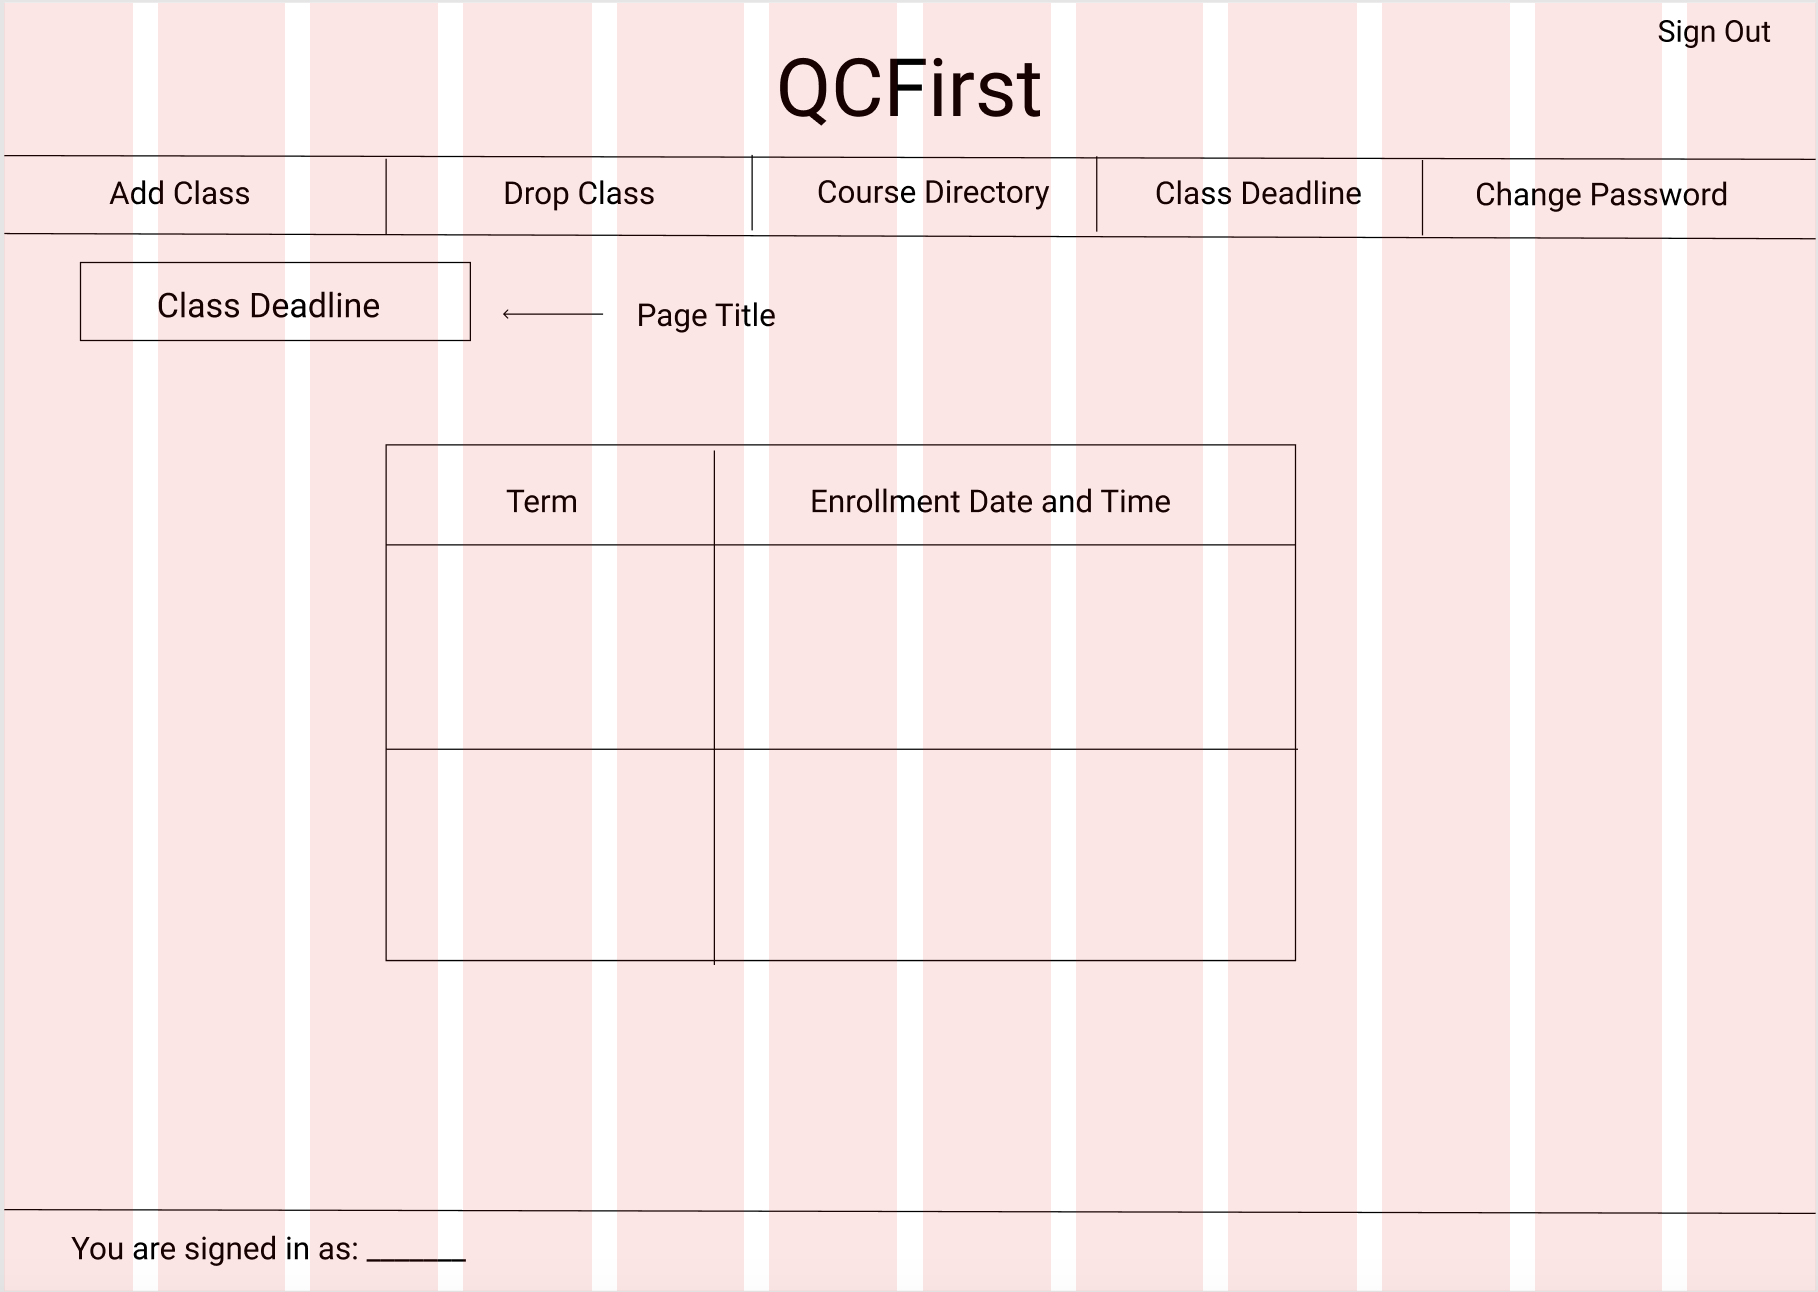 Sign Out
QCFirst
Add Class
Drop Class
Course Directory
Class Deadline
Change Password
Class Deadline
Page Title
Term
Enrollment Date and Time
You are signed in as: ______